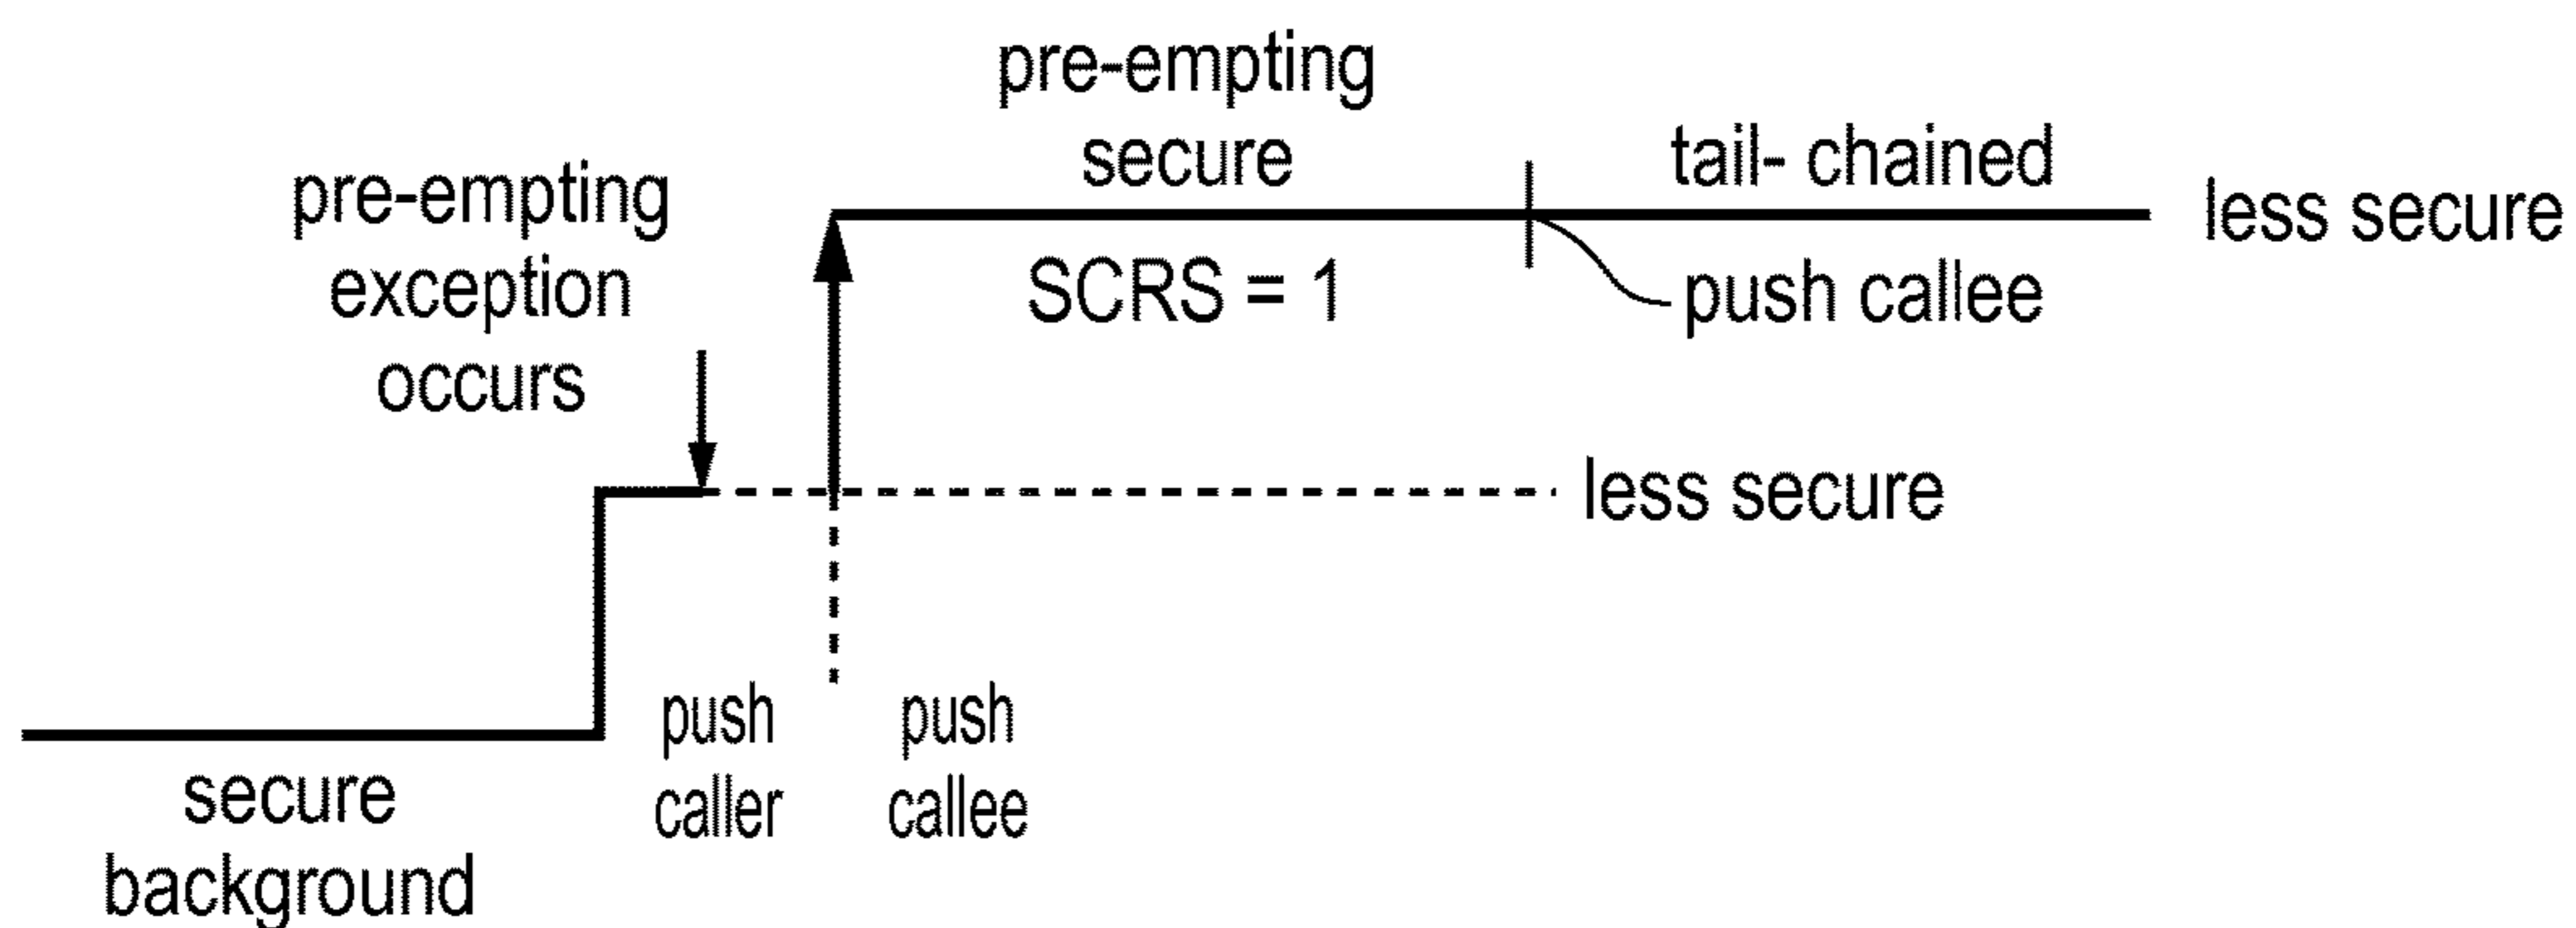 pre-empting
secure
pre-empting
exception
occurs
SCRS = 1
tail- chained
push callee
less secure
less secure
push
caller
push
callee
secure
background